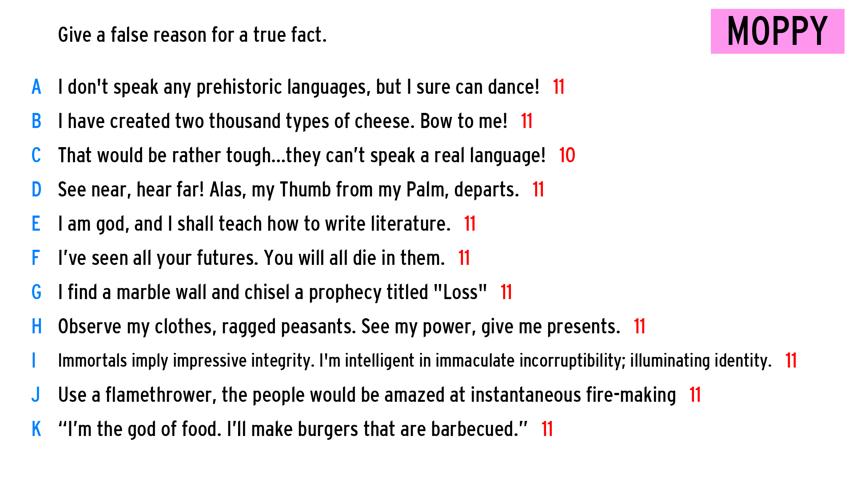 Give a false reason for a true fact.
MOPPY
A I don't speak any prehistoric languages, but I sure can dance! 11
B I have created two thousand types of cheese. Bow to me! 11
C That would be rather tough...they can’t speak a real language! 10
D See near, hear far! Alas, my Thumb from my Palm, departs. 11
E I am god, and I shall teach how to write literature. 11
F I’ve seen all your futures. You will all die in them. 11
G I find a marble wall and chisel a prophecy titled "Loss" 11
H Observe my clothes, ragged peasants. See my power, give me presents. 11
I Immortals imply impressive integrity. I'm intelligent in immaculate incorruptibility; illuminating identity. 11
J Use a flamethrower, the people would be amazed at instantaneous fire-making 11
K “I’m the god of food. I’ll make burgers that are barbecued.” 11